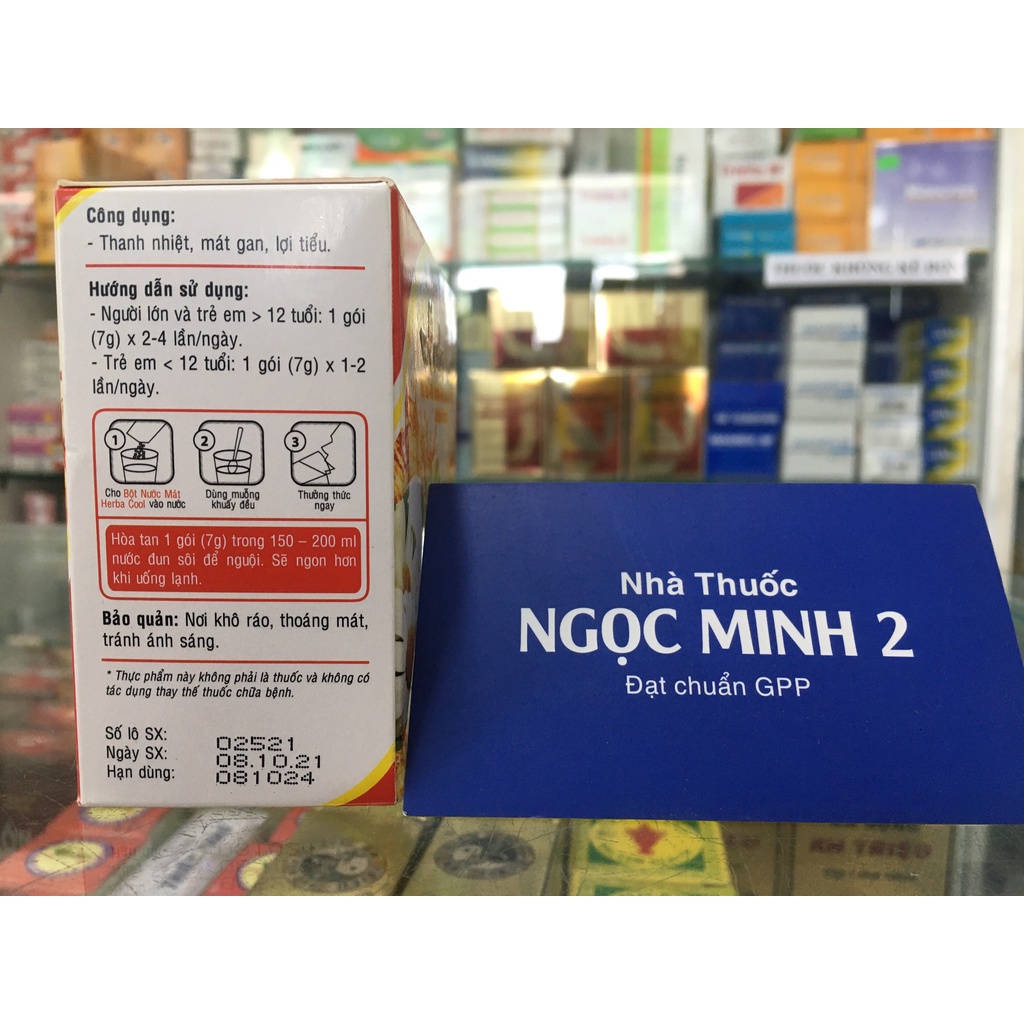 Công dụng:
- Thanh nhiệt, mát gan, lợi tiểu.
Hướng dẫn sử dụng:
- Người lớn và trẻ em > 12 tuổi: 1 gói
(7g) x 2-4 lần/ngày.
- Trẻ em < 12 tuổi: 1 gói (7g) x 1-2
lần/ngày.
1
2
3
Cho Bột Nước Mát
Herba Cool vào nước
Dùng muỗng
khuấy đều
Thưởng thức
ngay
Hòa tan 1 gói (7g) trong 150 – 200 ml
nước đun sôi để nguội. Sẽ ngon hơn
khi uống lạnh.
Bảo quản: Nơi khô ráo, thoáng mát,
tránh ánh sáng.
* Thực phẩm này không phải là thuốc và không có
tác dụng thay thế thuốc chữa bệnh.
Số lô SX: 02521
Ngày SX: 08.10.21
Hạn dùng: 081024
Nhà Thuốc
NGỌC MINH 2
Đạt chuẩn GPP
THUỐC KHÔNG KÊ ĐƠN